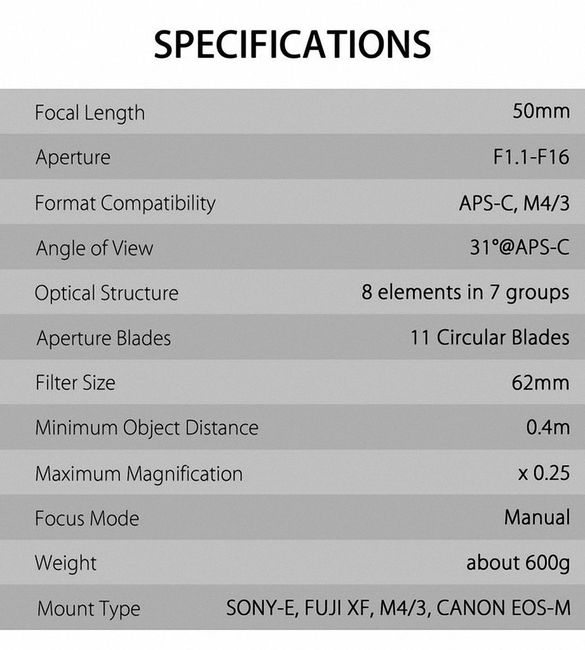 SPECIFICATIONS
Focal Length 50mm
Aperture F1.1-F16
Format Compatibility APS-C, M4/3
Angle of View 31°@APS-C
Optical Structure 8 elements in 7 groups
Aperture Blades 11 Circular Blades
Filter Size 62mm
Minimum Object Distance 0.4m
Maximum Magnification x 0.25
Focus Mode Manual
Weight about 600g
Mount Type SONY-E, FUJI XF, M4/3, CANON EOS-M